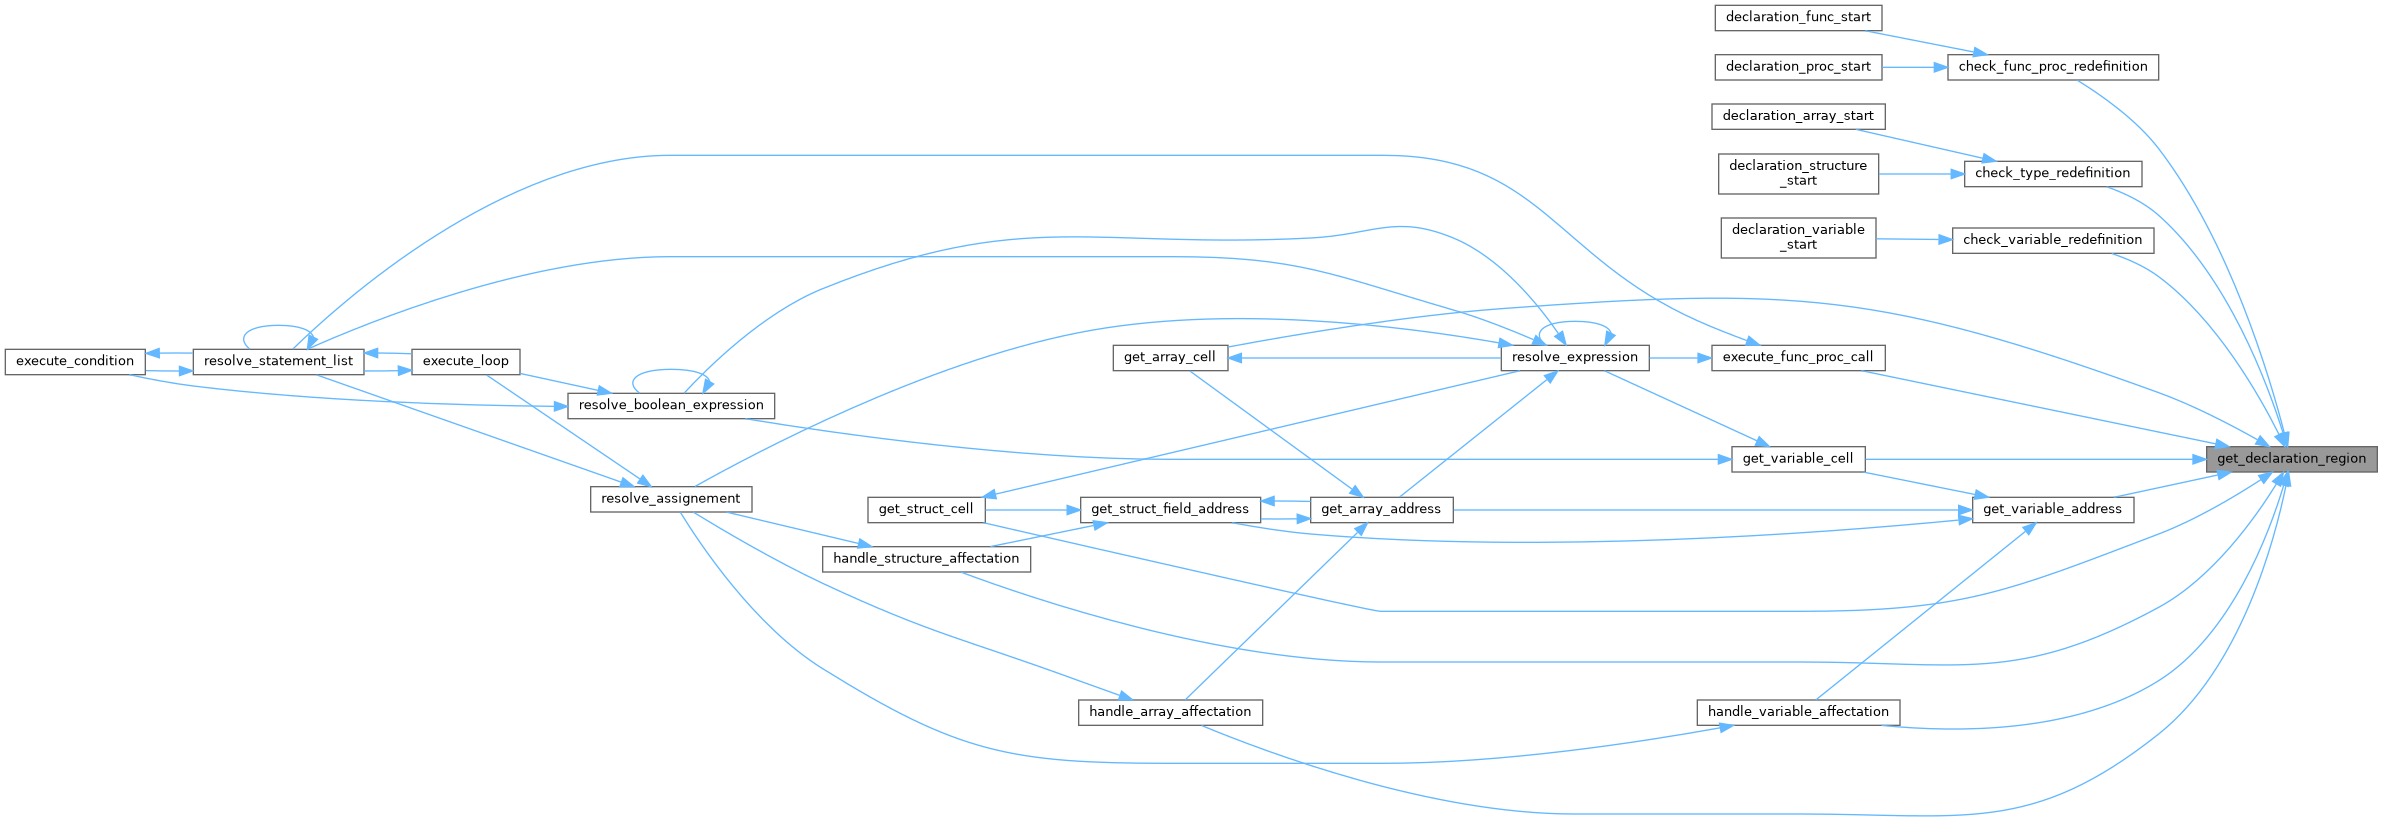 declaration_func_start
declaration_proc_start
check_func_proc_redefinition
declaration_array_start
declaration_structure
_start
check_type_redefinition
declaration_variable
_start
check_variable_redefinition
execute_condition
resolve_statement_list
execute_loop
get_array_cell
resolve_expression
execute_func_proc_call
resolve_boolean_expression
get_variable_cell
get_declaration_region
resolve_assignement
get_struct_cell
get_struct_field_address
get_array_address
get_variable_address
handle_structure_affectation
handle_array_affectation
handle_variable_affectation